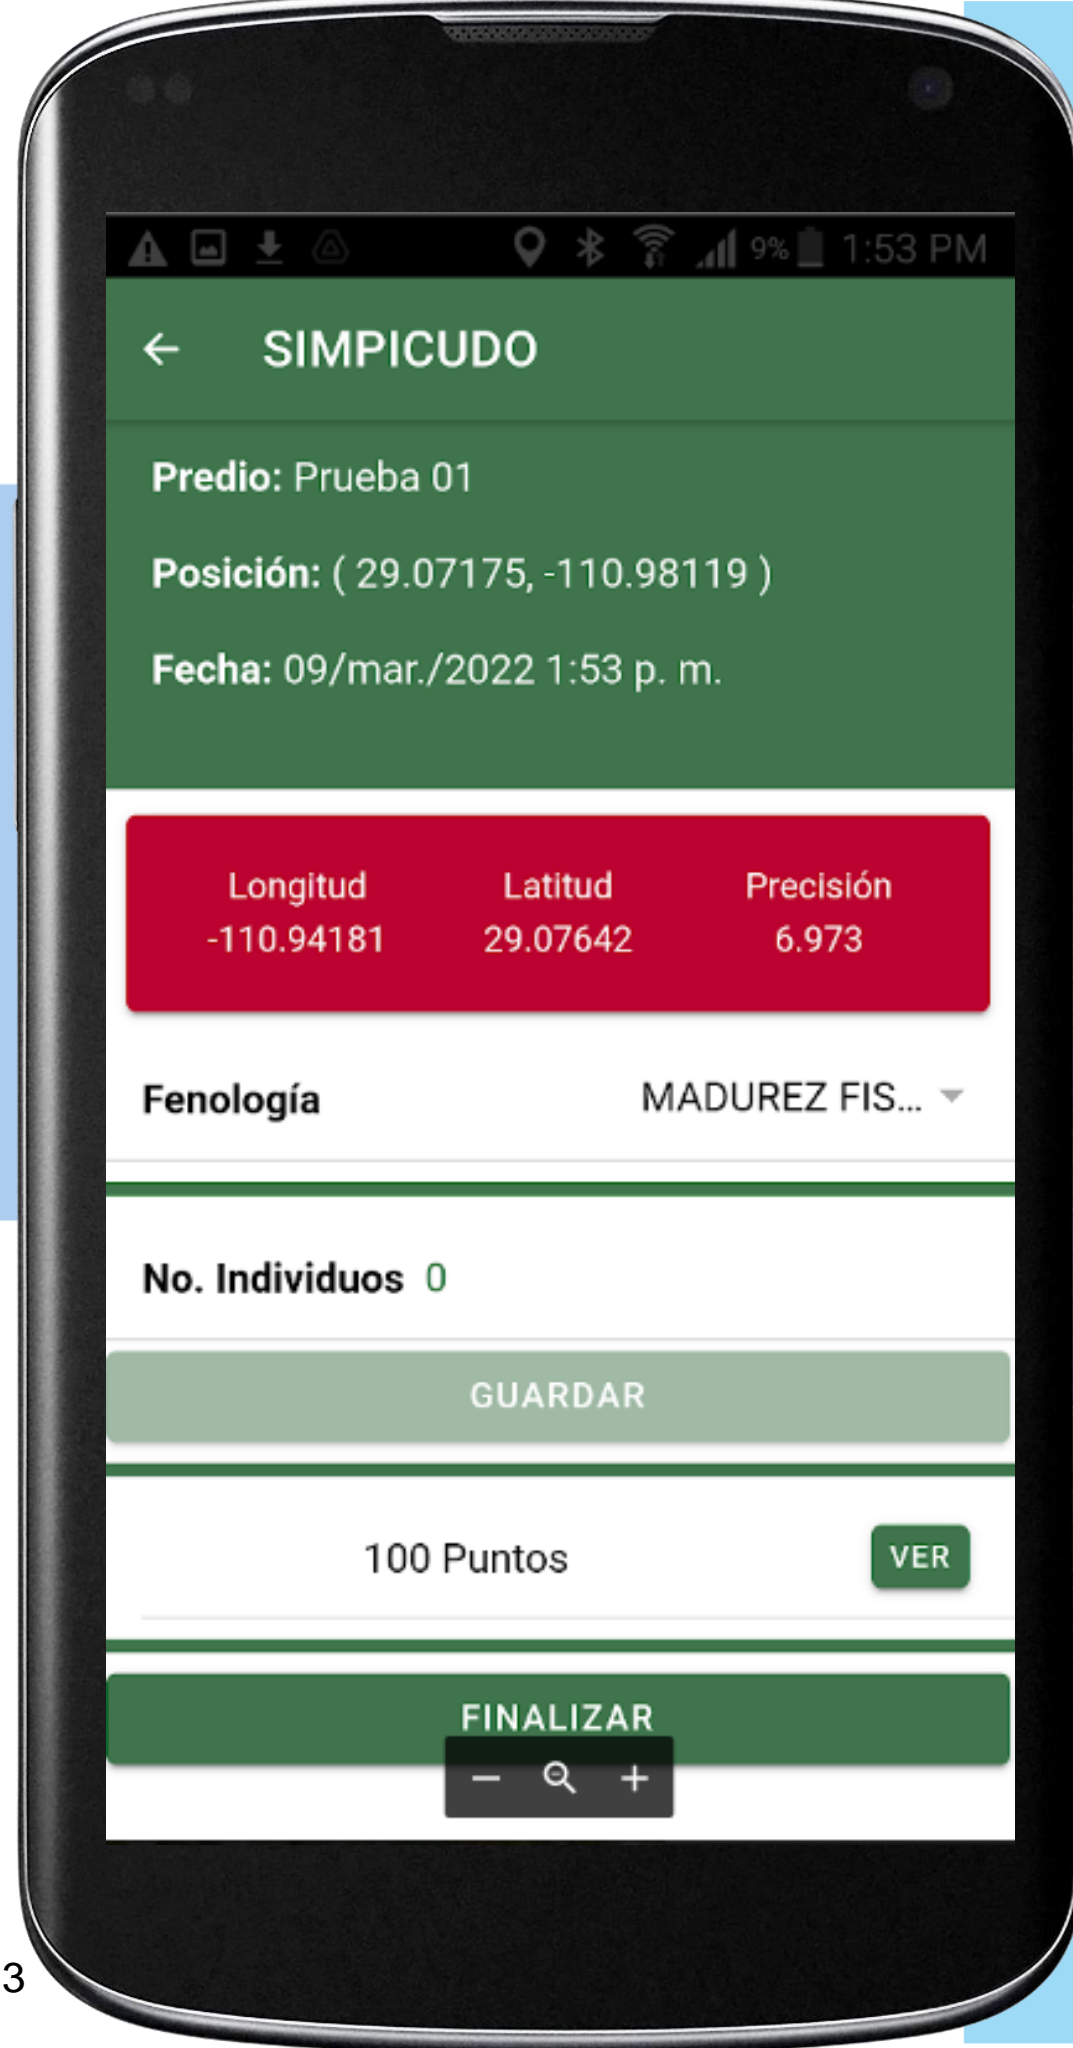 9% 1:53 PM
SIMPICUDO
Predio: Prueba 01
Posición: ( 29.07175, -110.98119 )
Fecha: 09/mar./2022 1:53 p. m.
Longitud Latitud Precisión
-110.94181 29.07642 6.973
Fenología MADUREZ FIS...
No. Individuos 0
GUARDAR
100 Puntos VER
FINALIZAR
3